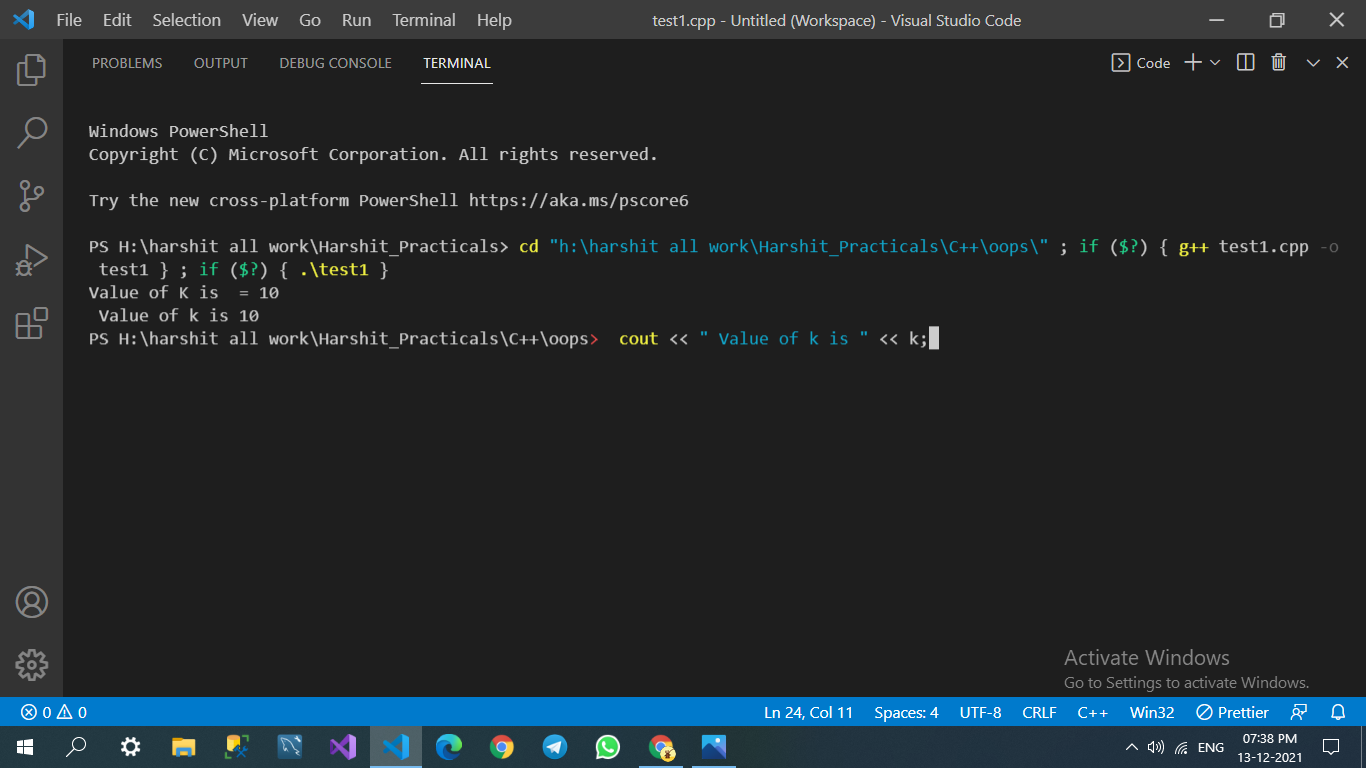 File Edit Selection View Go Run Terminal Help test1.cpp - Untitled (Workspace) - Visual Studio Code
PROBLEMS OUTPUT DEBUG CONSOLE TERMINAL Code
Windows PowerShell
Copyright (C) Microsoft Corporation. All rights reserved.
Try the new cross-platform PowerShell https://aka.ms/pscore6
PS H:\harshit all work\Harshit_Practicals> cd "h:\harshit all work\Harshit_Practicals\C++\oops\" ; if ($?) { g++ test1.cpp -o
 test1 } ; if ($?) { .\test1 }
Value of K is  = 10
 Value of k is 10
PS H:\harshit all work\Harshit_Practicals\C++\oops>  cout << " Value of k is " << k;
Activate Windows
Go to Settings to activate Windows.
0 0 Ln 24, Col 11 Spaces: 4 UTF-8 CRLF C++ Win32 Prettier
ENG 07:38 PM
13-12-2021